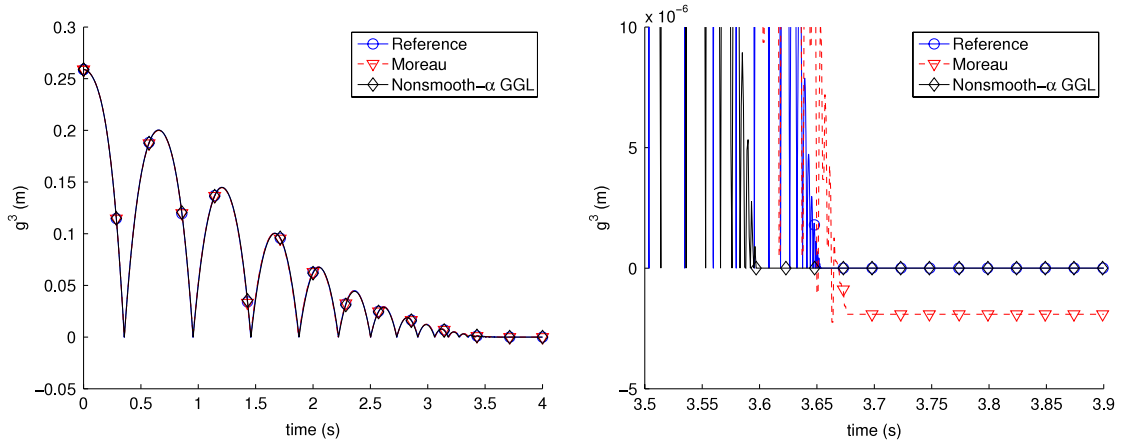 0.3
0.25
0.2
0.15
0.1
0.05
0
−0.05
g³ (m)
0
0.5
1
1.5
2
2.5
3
3.5
4
time (s)
Reference
Moreau
Nonsmooth−α GGL
x 10⁻⁶
10
5
0
−5
g³ (m)
3.5
3.55
3.6
3.65
3.7
3.75
3.8
3.85
3.9
time (s)
Reference
Moreau
Nonsmooth−α GGL